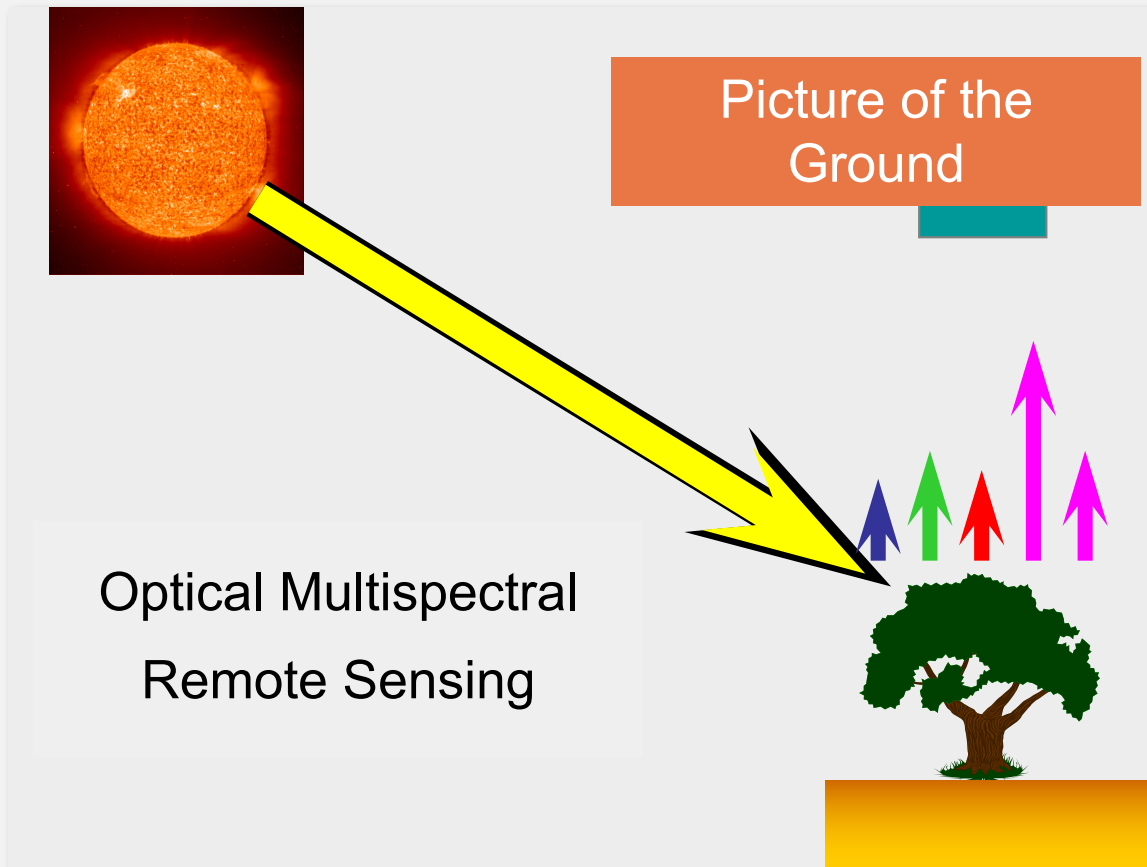 Picture of the
Ground
Optical Multispectral
Remote Sensing